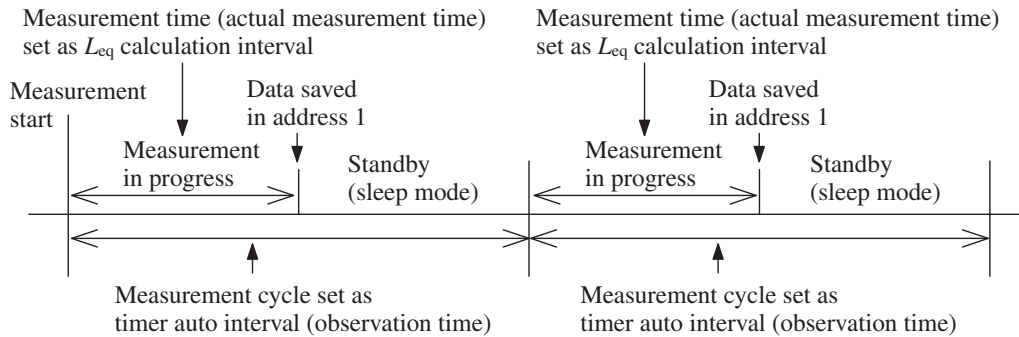 Measurement time (actual measurement time)
set as Leq calculation interval
Measurement time (actual measurement time)
set as Leq calculation interval
Measurement
start
Data saved
in address 1
Data saved
in address 1
Measurement
in progress
Standby
(sleep mode)
Measurement
in progress
Standby
(sleep mode)
Measurement cycle set as
timer auto interval (observation time)
Measurement cycle set as
timer auto interval (observation time)